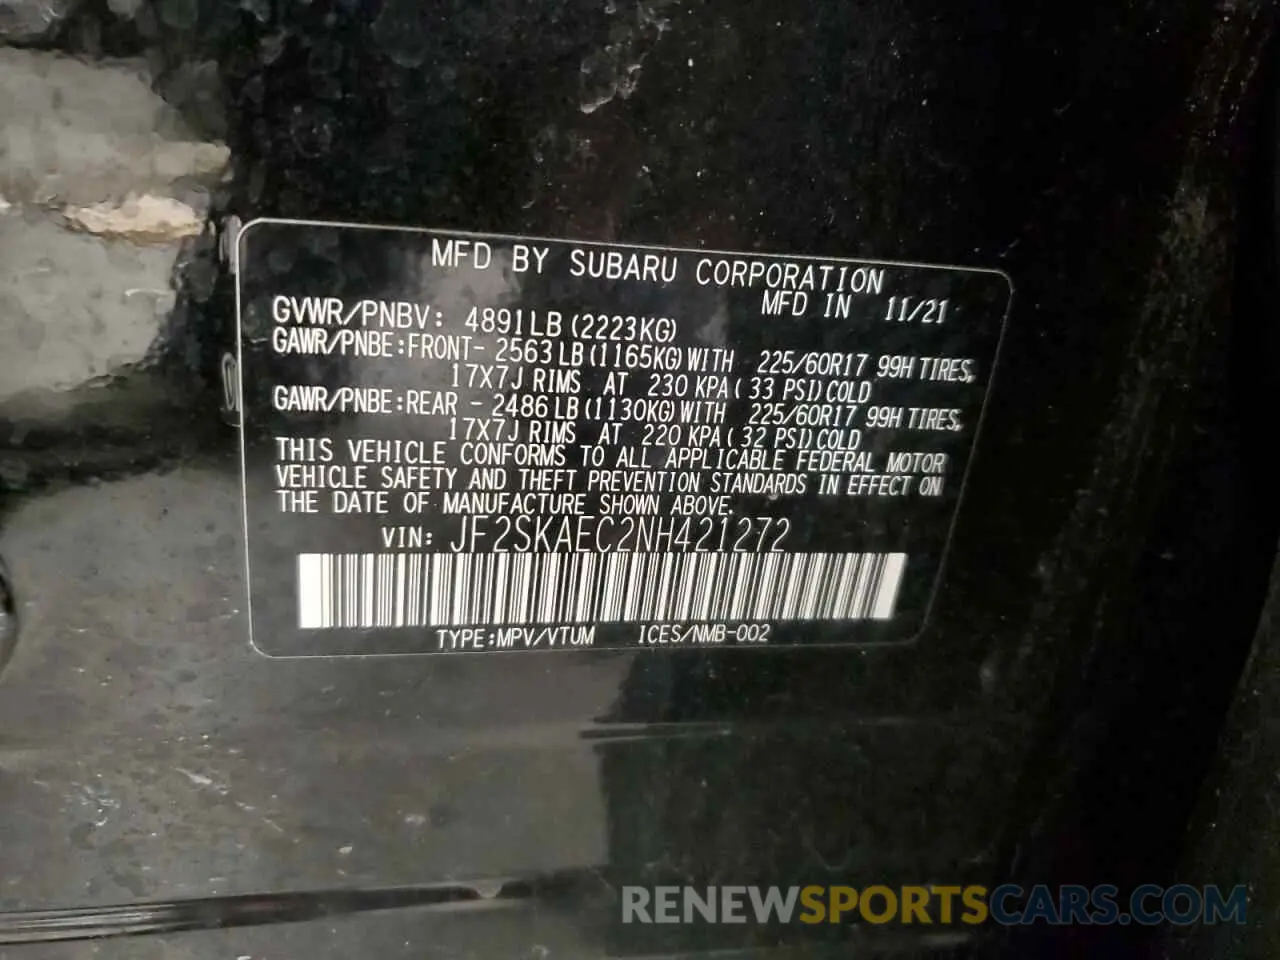 MFD BY SUBARU CORPORATION
MFD IN 11/21
GVWR/PNBV: 4891LB (2223KG)
GAWR/PNBE:FRONT- 2563LB(1165KG)WITH 225/60R17 99H TIRES,
17X7J RIMS AT 230 KPA(33 PSI)COLD
GAWR/PNBE:REAR - 2486LB(1130KG)WITH 225/60R17 99H TIRES,
17X7J RIMS AT 220 KPA(32 PSI)COLD
THIS VEHICLE CONFORMS TO ALL APPLICABLE FEDERAL MOTOR
VEHICLE SAFETY AND THEFT PREVENTION STANDARDS IN EFFECT ON
THE DATE OF MANUFACTURE SHOWN ABOVE.
VIN: JF2SKAEC2NH421272
TYPE:MPV/VTUM ICES/NMB-002
RENEWSPORTSCARS.COM